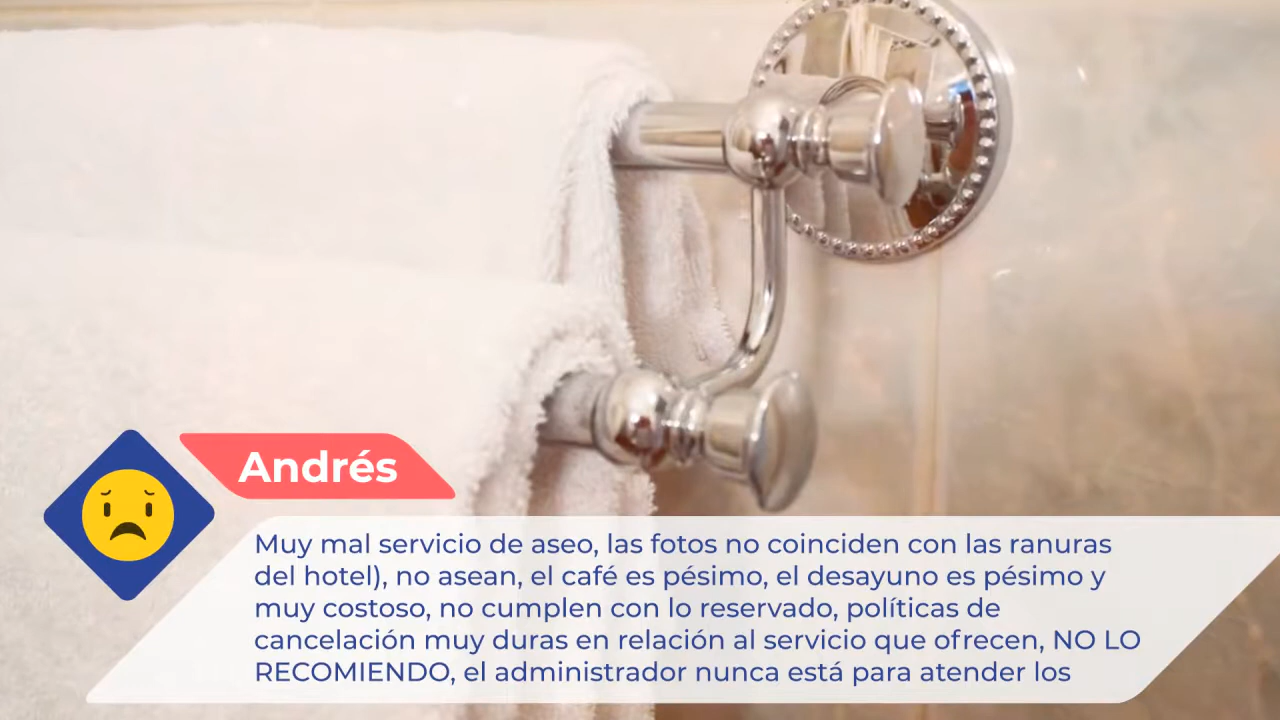 Andrés
Muy mal servicio de aseo, las fotos no coinciden con las ranuras
del hotel), no asean, el café es pésimo, el desayuno es pésimo y
muy costoso, no cumplen con lo reservado, políticas de
cancelación muy duras en relación al servicio que ofrecen, NO LO
RECOMIENDO, el administrador nunca está para atender los